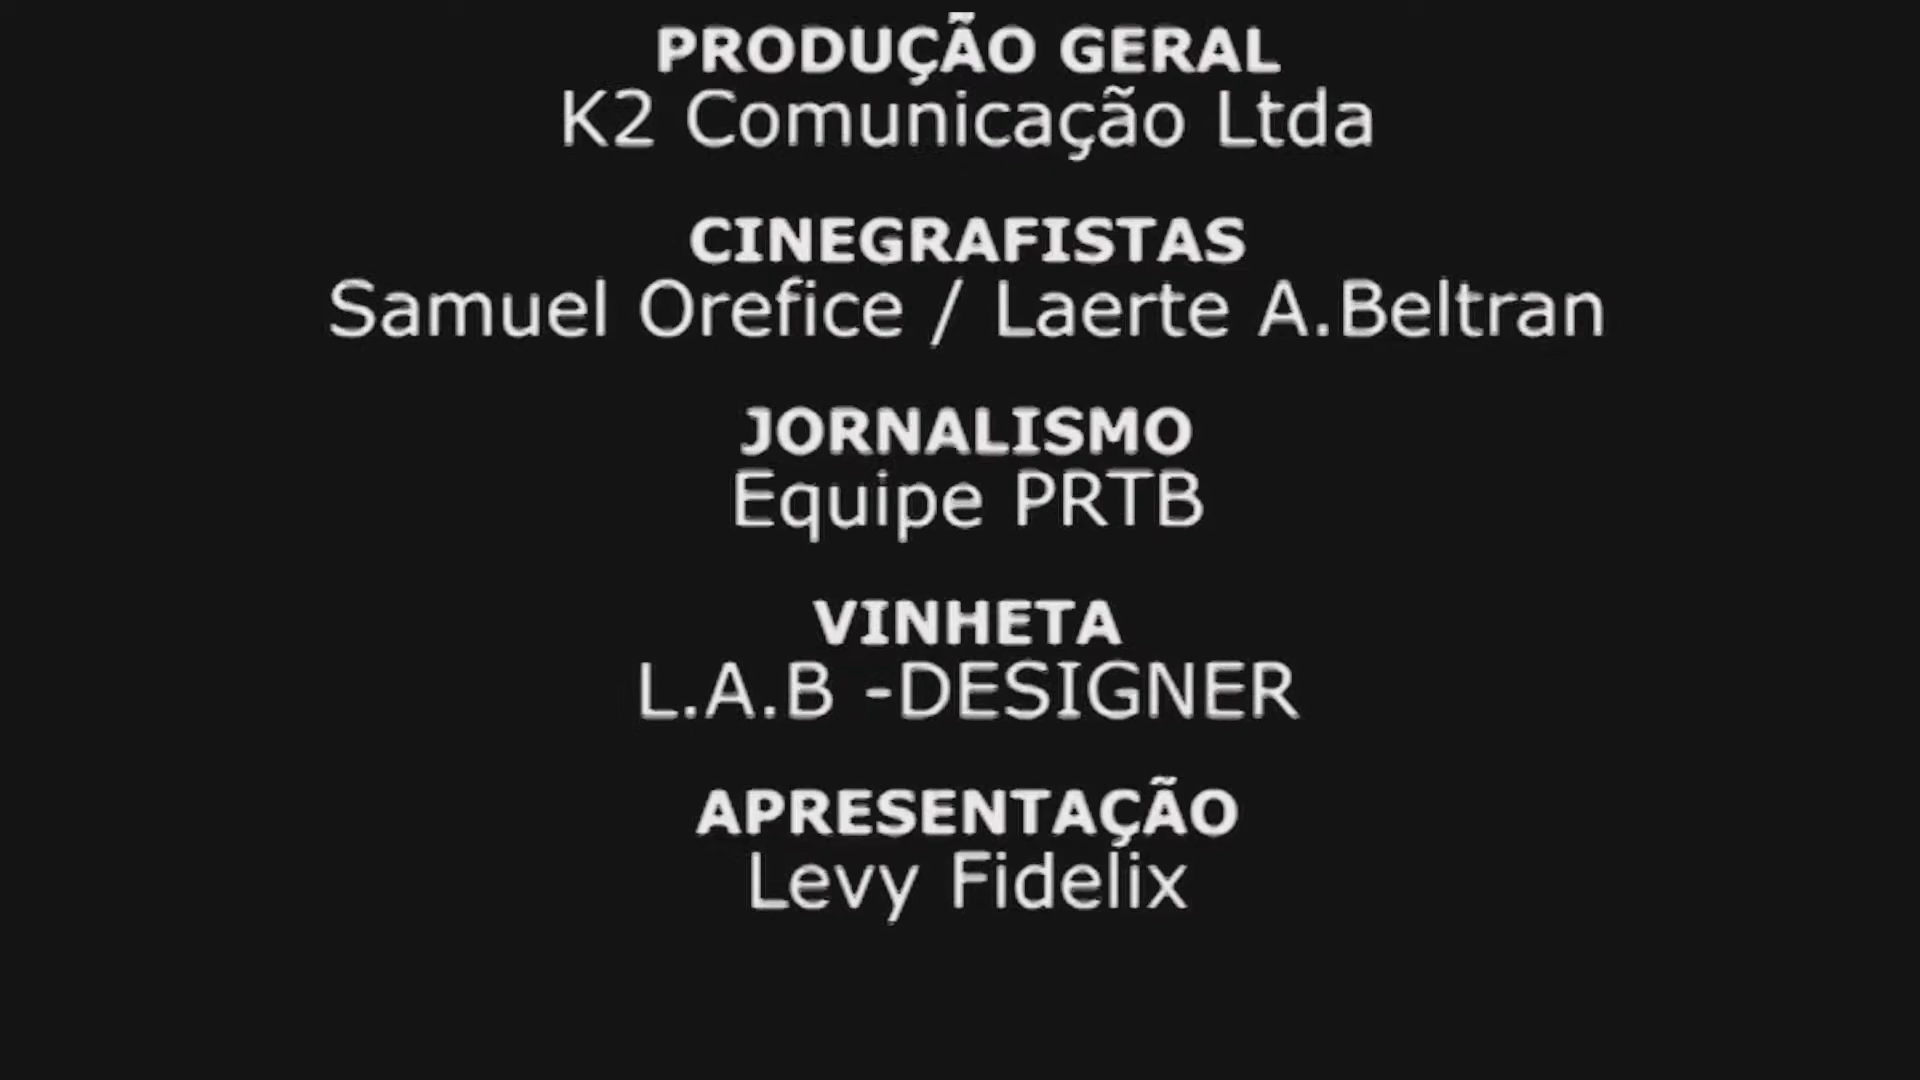 PRODUÇÃO GERAL
K2 Comunicação Ltda
CINEGRAFISTAS
Samuel Orefice / Laerte A.Beltran
JORNALISMO
Equipe PRTB
VINHETA
L.A.B -DESIGNER
APRESENTAÇÃO
Levy Fidelix